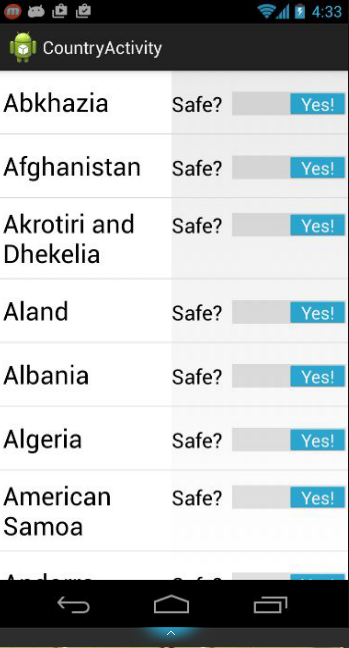 4:33
CountryActivity
Abkhazia Safe? Yes!
Afghanistan Safe? Yes!
Akrotiri and Safe? Yes!
Dhekelia
Aland Safe? Yes!
Albania Safe? Yes!
Algeria Safe? Yes!
American Safe? Yes!
Samoa